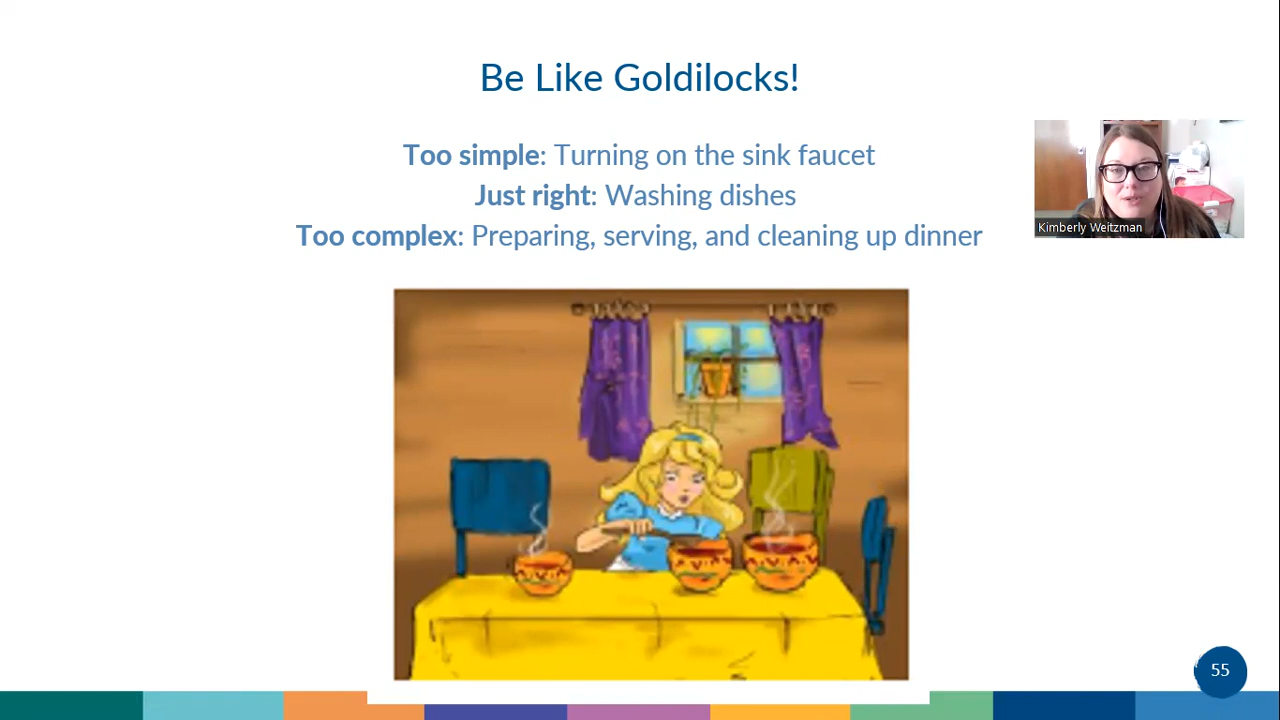 Be Like Goldilocks!
Too simple: Turning on the sink faucet
Just right: Washing dishes
Too complex: Preparing, serving, and cleaning up dinner
Kimberly Weitzman
55